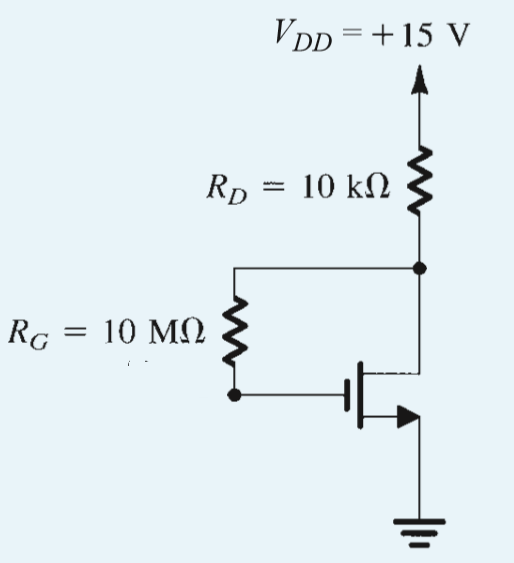 V_DD = +15 V
R_D = 10 kΩ
R_G = 10 MΩ